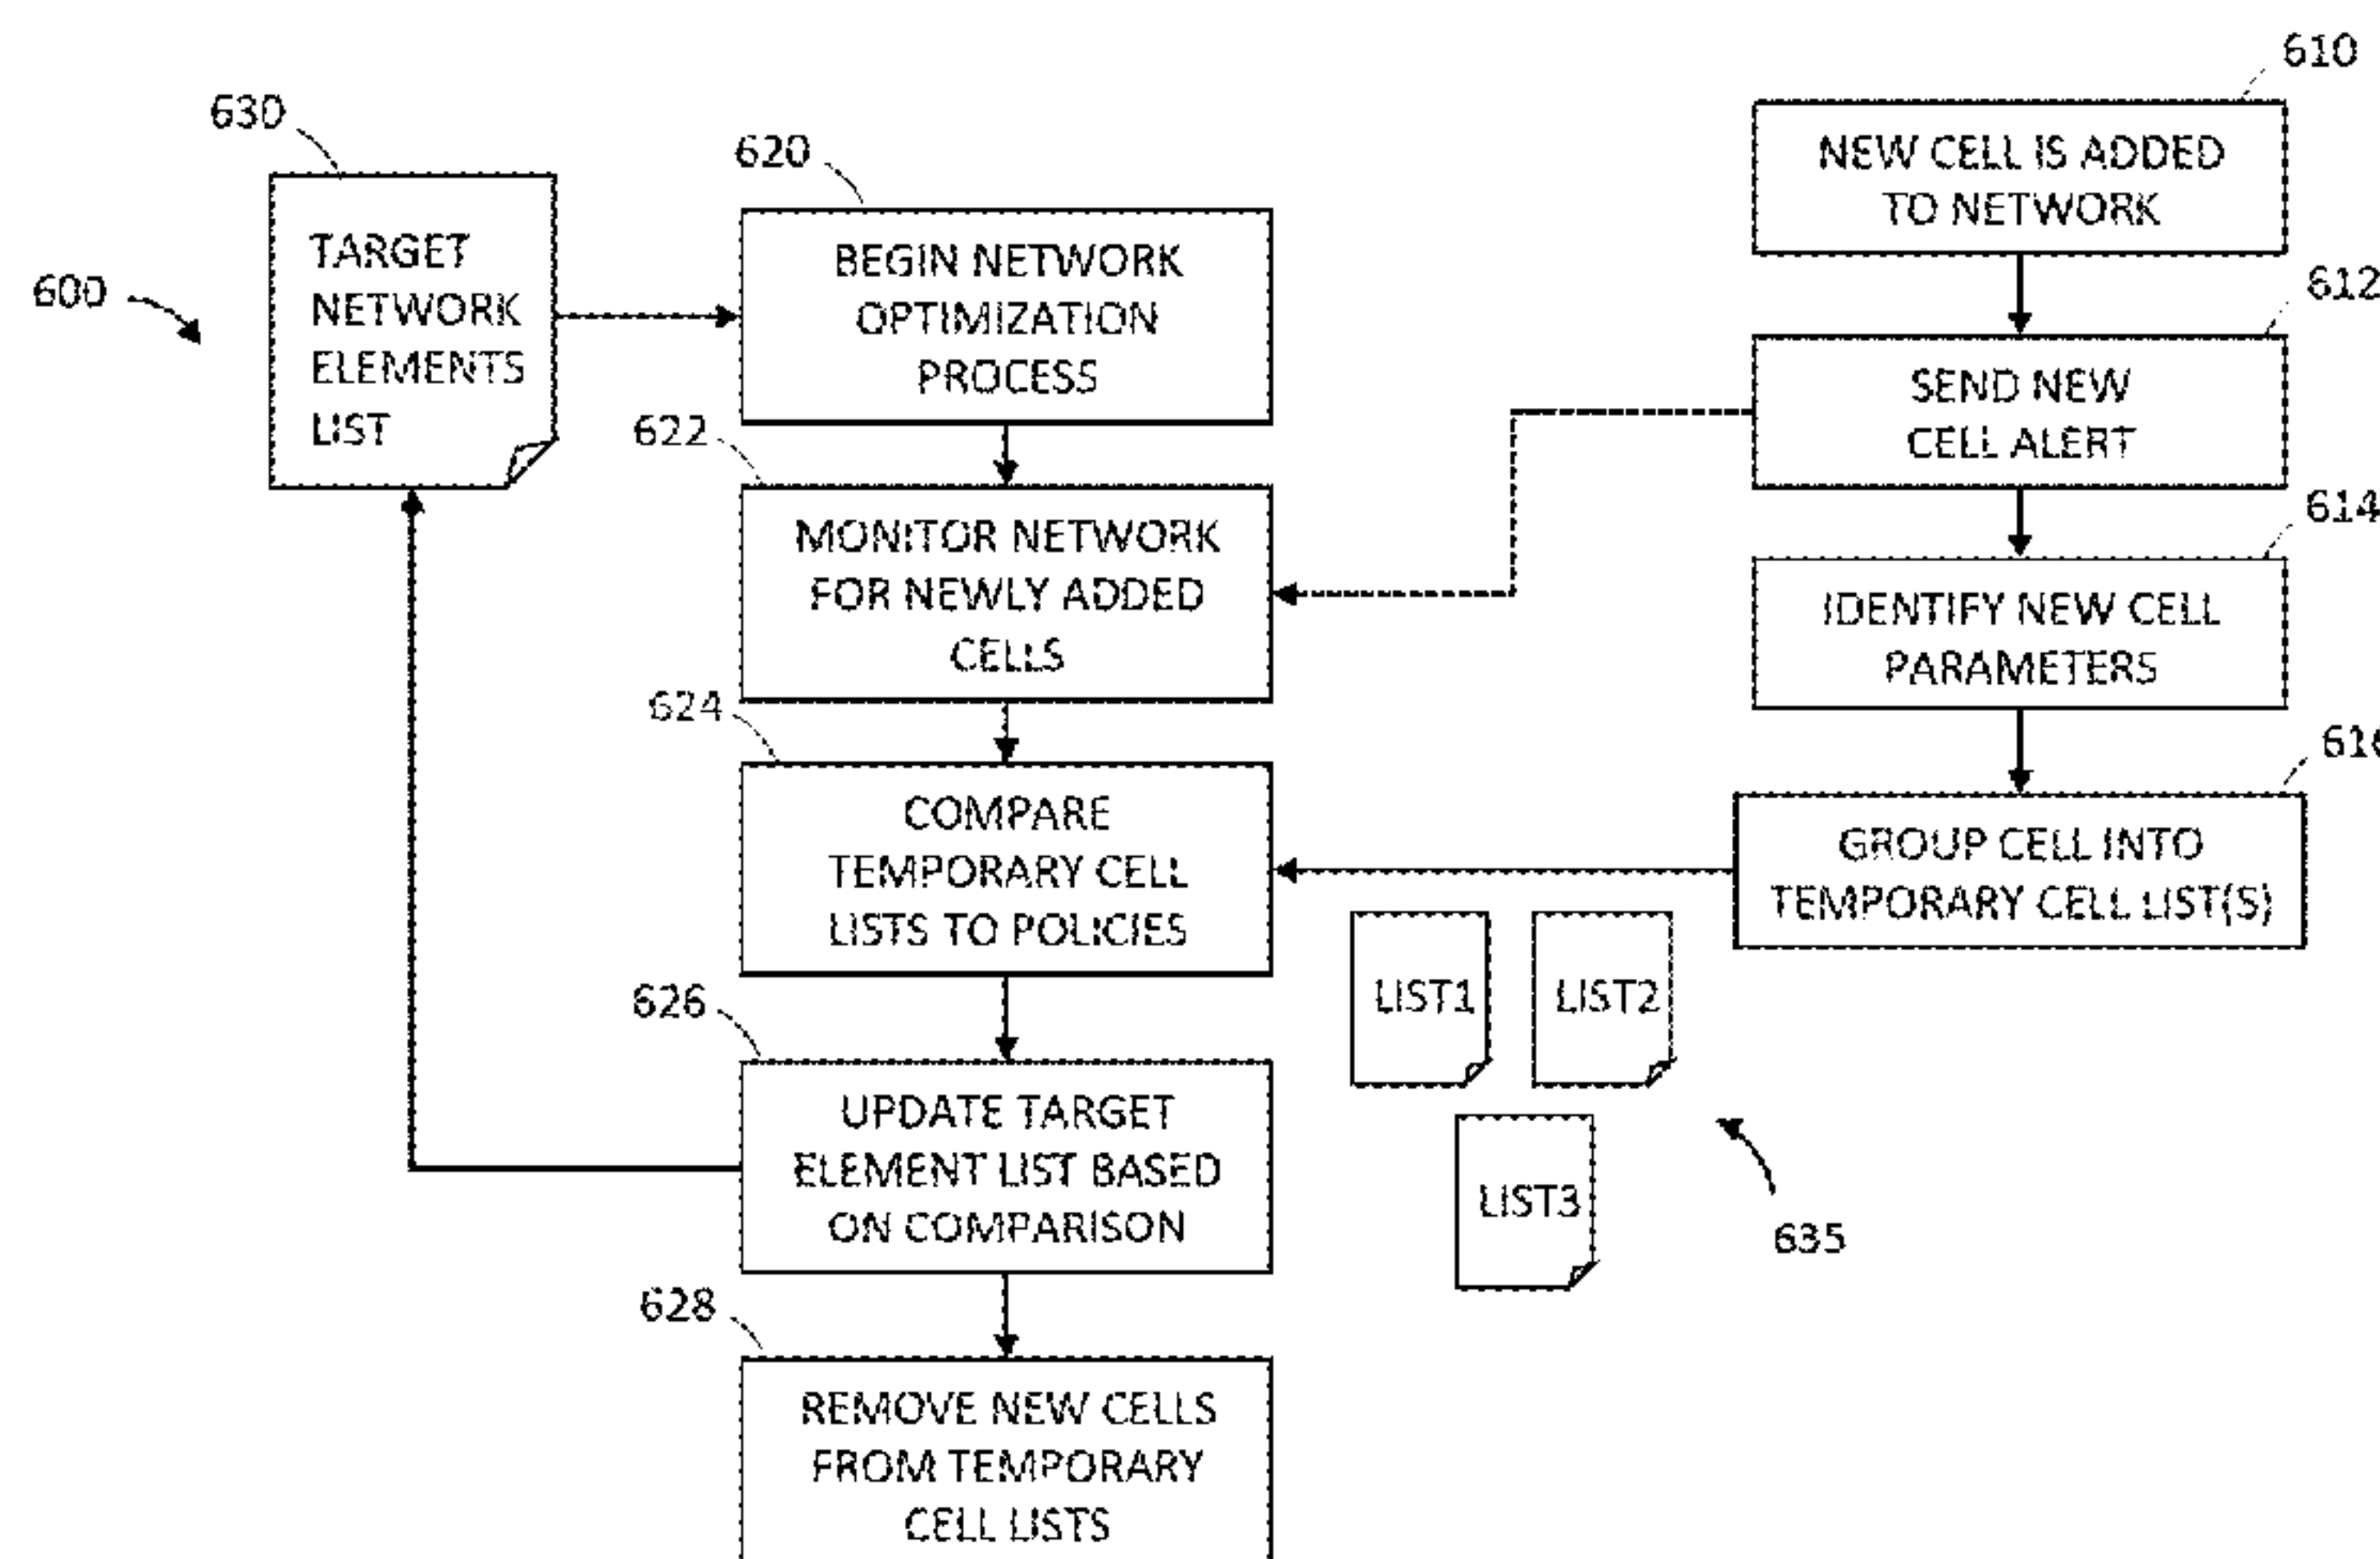 600
630
TARGET
NETWORK
ELEMENTS
LIST
620
BEGIN NETWORK
OPTIMIZATION
PROCESS
622
MONITOR NETWORK
FOR NEWLY ADDED
CELLS
624
COMPARE
TEMPORARY CELL
LISTS TO POLICIES
626
UPDATE TARGET
ELEMENT LIST BASED
ON COMPARISON
628
REMOVE NEW CELLS
FROM TEMPORARY
CELL LISTS
610
NEW CELL IS ADDED
TO NETWORK
612
SEND NEW
CELL ALERT
614
IDENTIFY NEW CELL
PARAMETERS
616
GROUP CELL INTO
TEMPORARY CELL LIST(S)
LIST1
LIST2
LIST3
635